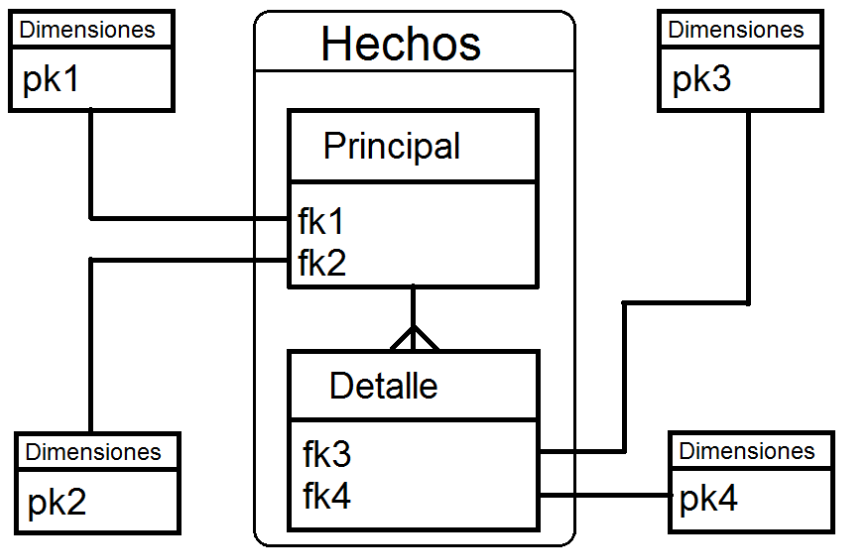 Dimensiones
pk1
Hechos
Dimensiones
pk3
Principal
fk1
fk2
Detalle
fk3
fk4
Dimensiones
pk2
Dimensiones
pk4